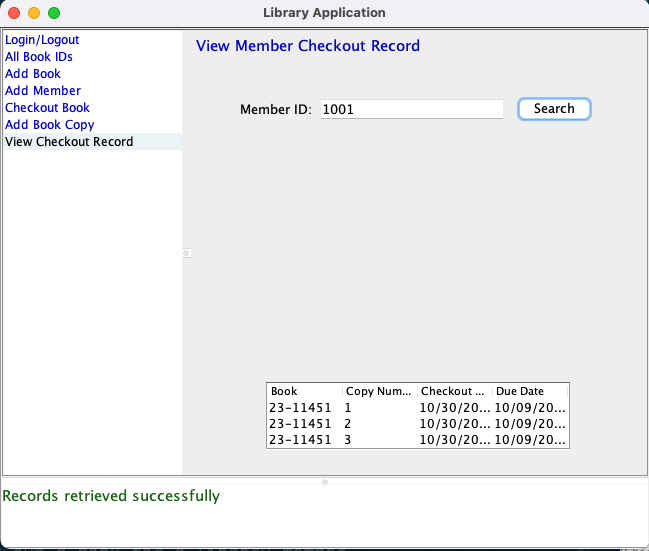 Library Application
Login/Logout
All Book IDs
Add Book
Add Member
Checkout Book
Add Book Copy
View Checkout Record
View Member Checkout Record
Member ID: 1001 Search
Book Copy Num... Checkout ... Due Date
23-11451 1 10/30/20... 10/09/20...
23-11451 2 10/30/20... 10/09/20...
23-11451 3 10/30/20... 10/09/20...
Records retrieved successfully